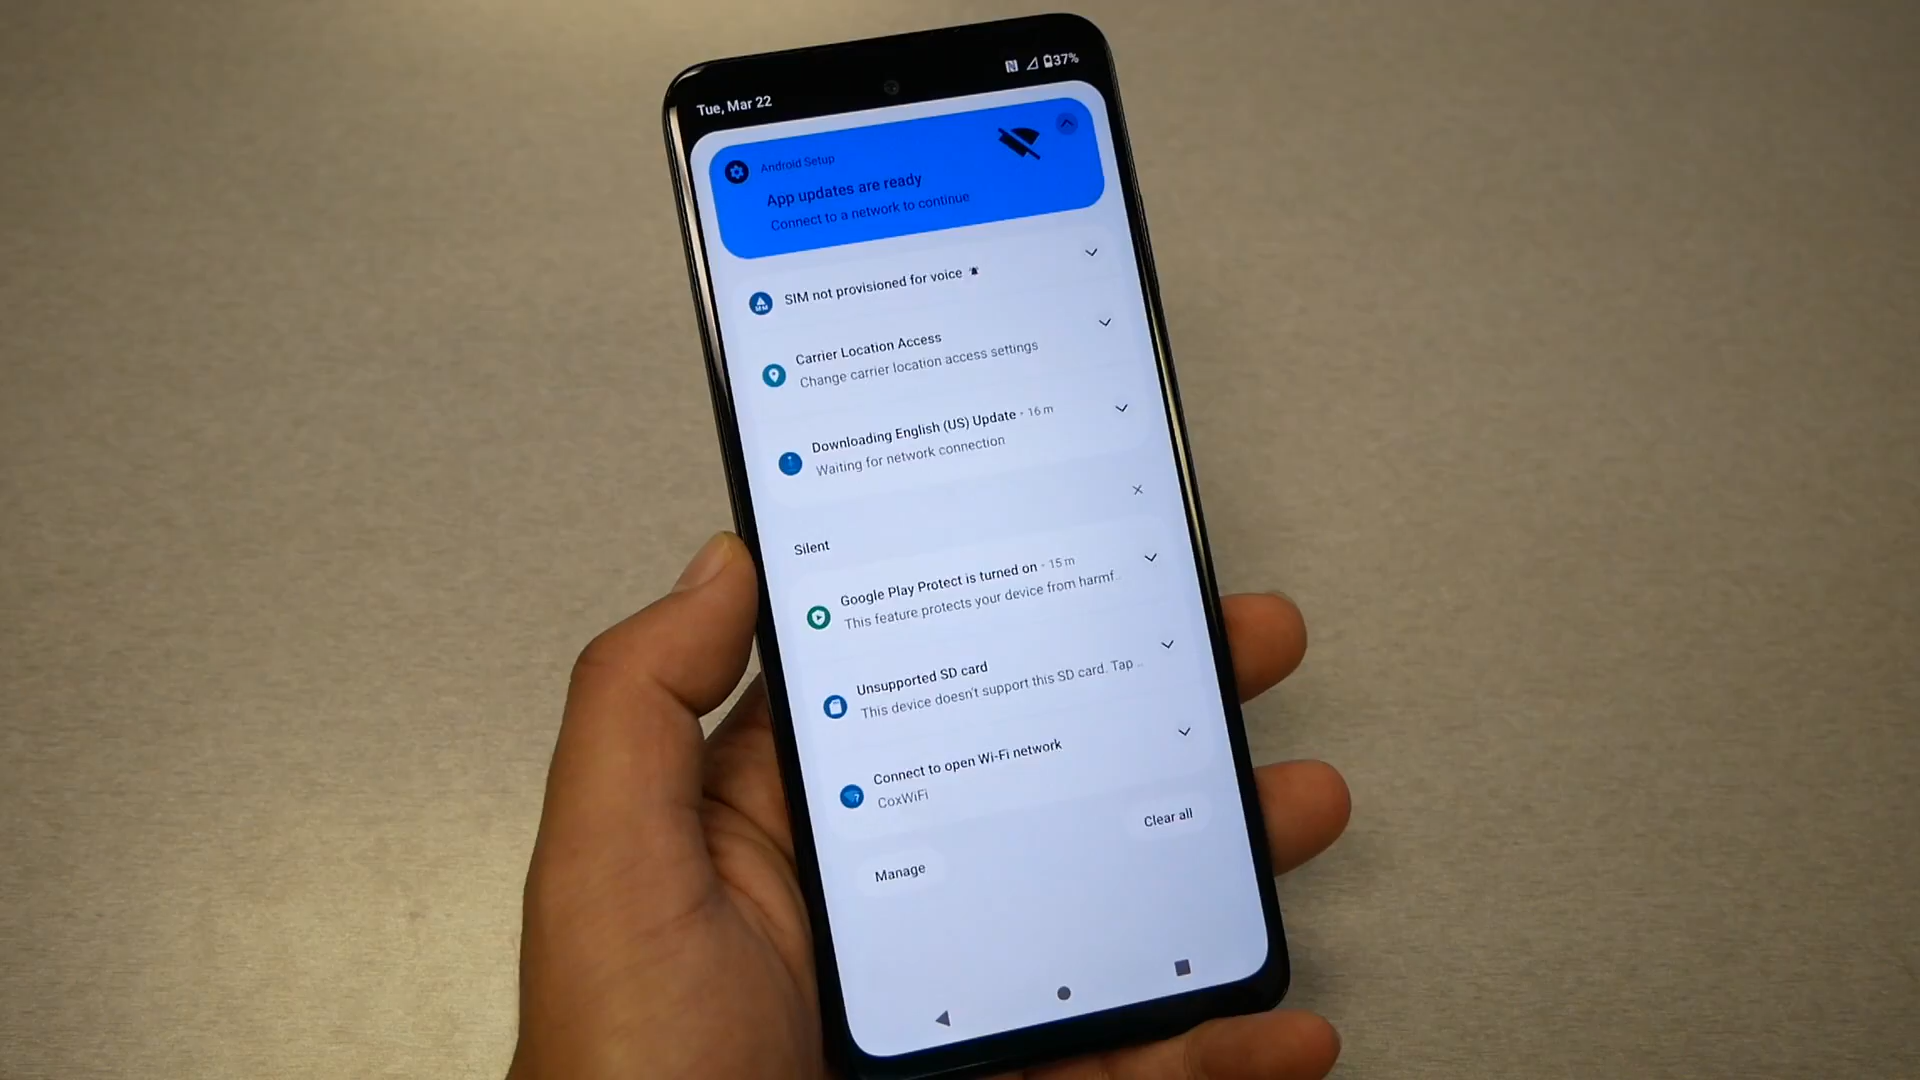 Tue, Mar 22
37%
Android Setup
App updates are ready
Connect to a network to continue
SIM not provisioned for voice
Carrier Location Access
Change carrier location access settings
Downloading English (US) Update · 16 m
Waiting for network connection
Silent
Google Play Protect is turned on · 15 m
This feature protects your device from harmf..
Unsupported SD card
This device doesn't support this SD card. Tap ..
Connect to open Wi-Fi network
CoxWiFi
Clear all
Manage